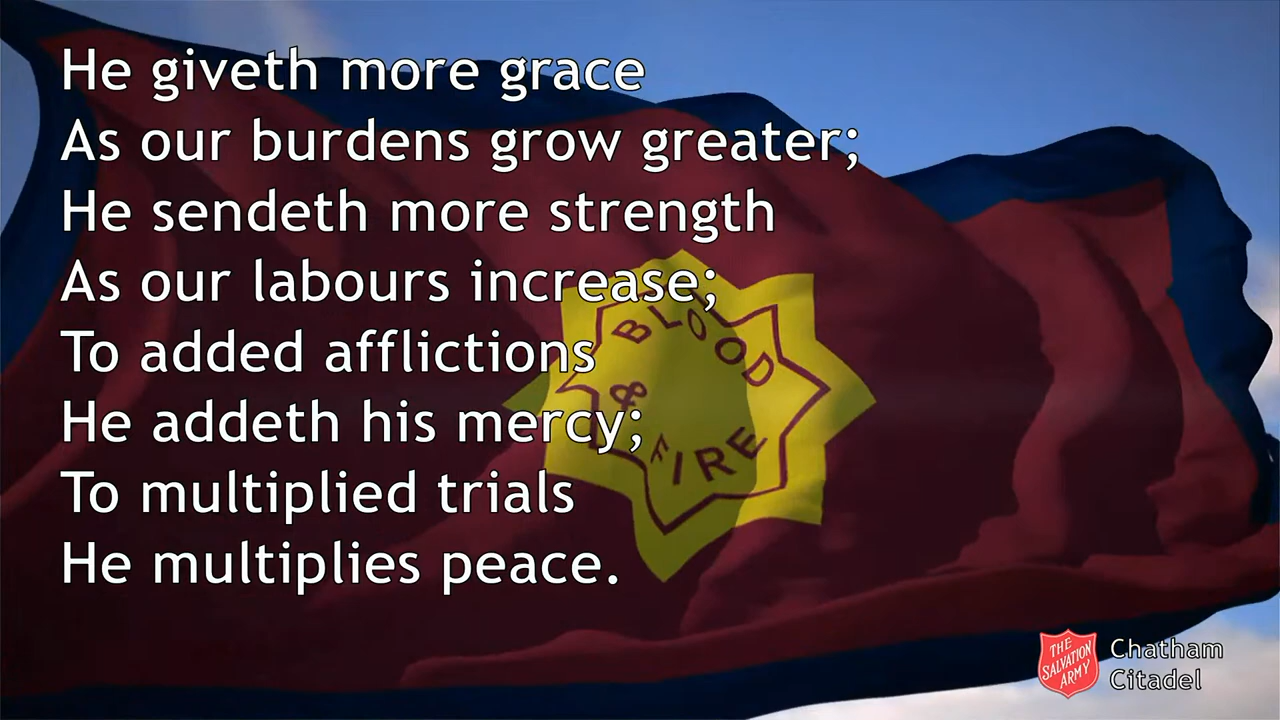 He giveth more grace
As our burdens grow greater;
He sendeth more strength
As our labours increase;
To added afflictions
He addeth his mercy;
To multiplied trials
He multiplies peace.
BLOOD
&
FIRE
THE
SALVATION
ARMY
Chatham
Citadel